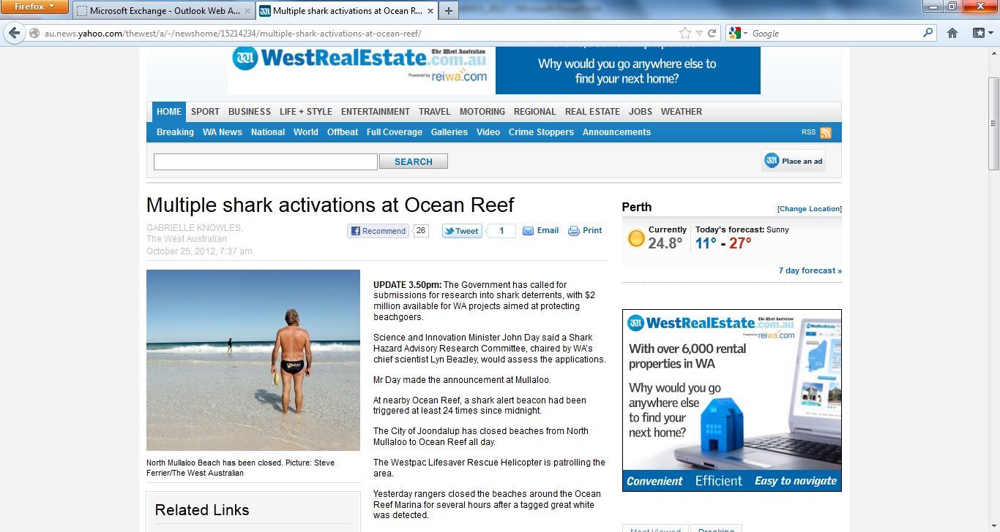 Firefox
Microsoft Exchange - Outlook Web A...
Multiple shark activations at Ocean R...
au.news.yahoo.com/thewest/a/-/newshome/15214234/multiple-shark-activations-at-ocean-reef/
Google
WestRealEstate.com.au
The West Australian
Powered by reiwa.com
Why would you go anywhere else to
find your next home?
HOME SPORT BUSINESS LIFE + STYLE ENTERTAINMENT TRAVEL MOTORING REGIONAL REAL ESTATE JOBS WEATHER
Breaking WA News National World Offbeat Full Coverage Galleries Video Crime Stoppers Announcements RSS
SEARCH
Place an ad
Multiple shark activations at Ocean Reef
GABRIELLE KNOWLES,
The West Australian
October 25, 2012, 7:37 am
Recommend 26 Tweet 1 Email Print
UPDATE 3.50pm: The Government has called for
submissions for research into shark deterrents, with $2
million available for WA projects aimed at protecting
beachgoers.
Science and Innovation Minister John Day said a Shark
Hazard Advisory Research Committee, chaired by WA's
chief scientist Lyn Beazley, would assess the applications.
Mr Day made the announcement at Mullaloo.
At nearby Ocean Reef, a shark alert beacon had been
triggered at least 24 times since midnight.
The City of Joondalup has closed beaches from North
Mullaloo to Ocean Reef all day.
The Westpac Lifesaver Rescue Helicopter is patrolling the
area.
Yesterday rangers closed the beaches around the Ocean
Reef Marina for several hours after a tagged great white
was detected.
North Mullaloo Beach has been closed. Picture: Steve
Ferrier/The West Australian
Related Links
Perth
[Change Location]
Currently
24.8°
Today's forecast: Sunny
11° - 27°
7 day forecast »
WestRealEstate.com.au
The West Australian
Powered by reiwa.com
With over 6,000 rental
properties in WA
Why would you go
anywhere else
to find your
next home?
Convenient Efficient Easy to navigate
Most Viewed Breaking